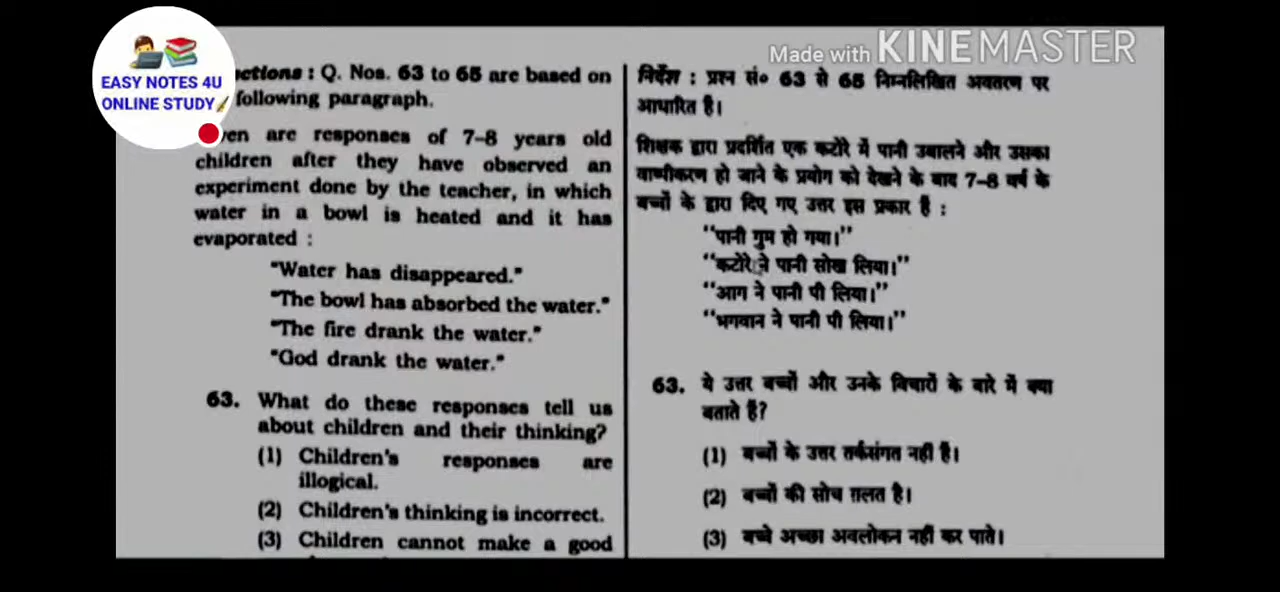 Made with KINEMASTER
EASY NOTES 4U
ONLINE STUDY
ections : Q. Nos. 63 to 65 are based on
following paragraph.
ven are responses of 7–8 years old
children after they have observed an
experiment done by the teacher, in which
water in a bowl is heated and it has
evaporated :
"Water has disappeared."
"The bowl has absorbed the water."
"The fire drank the water."
"God drank the water."
63. What do these responses tell us
about children and their thinking?
(1) Children's responses are
illogical.
(2) Children's thinking is incorrect.
(3) Children cannot make a good
निर्देश : प्रश्न सं० 63 से 65 निम्नलिखित अवतरण पर
आधारित है।
शिक्षक द्वारा प्रदर्शित एक कटोरे में पानी उबालने और उसका
वाष्पीकरण हो जाने के प्रयोग को देखने के बाद 7–8 वर्ष के
बच्चों के द्वारा दिए गए उत्तर इस प्रकार हैं :
"पानी गुम हो गया।"
"कटोरे ने पानी सोख लिया।"
"आग ने पानी पी लिया।"
"भगवान ने पानी पी लिया।"
63. ये उत्तर बच्चों और उनके विचारों के बारे में क्या
बताते हैं?
(1) बच्चों के उत्तर तर्कसंगत नहीं हैं।
(2) बच्चों की सोच ग़लत है।
(3) बच्चे अच्छा अवलोकन नहीं कर पाते।